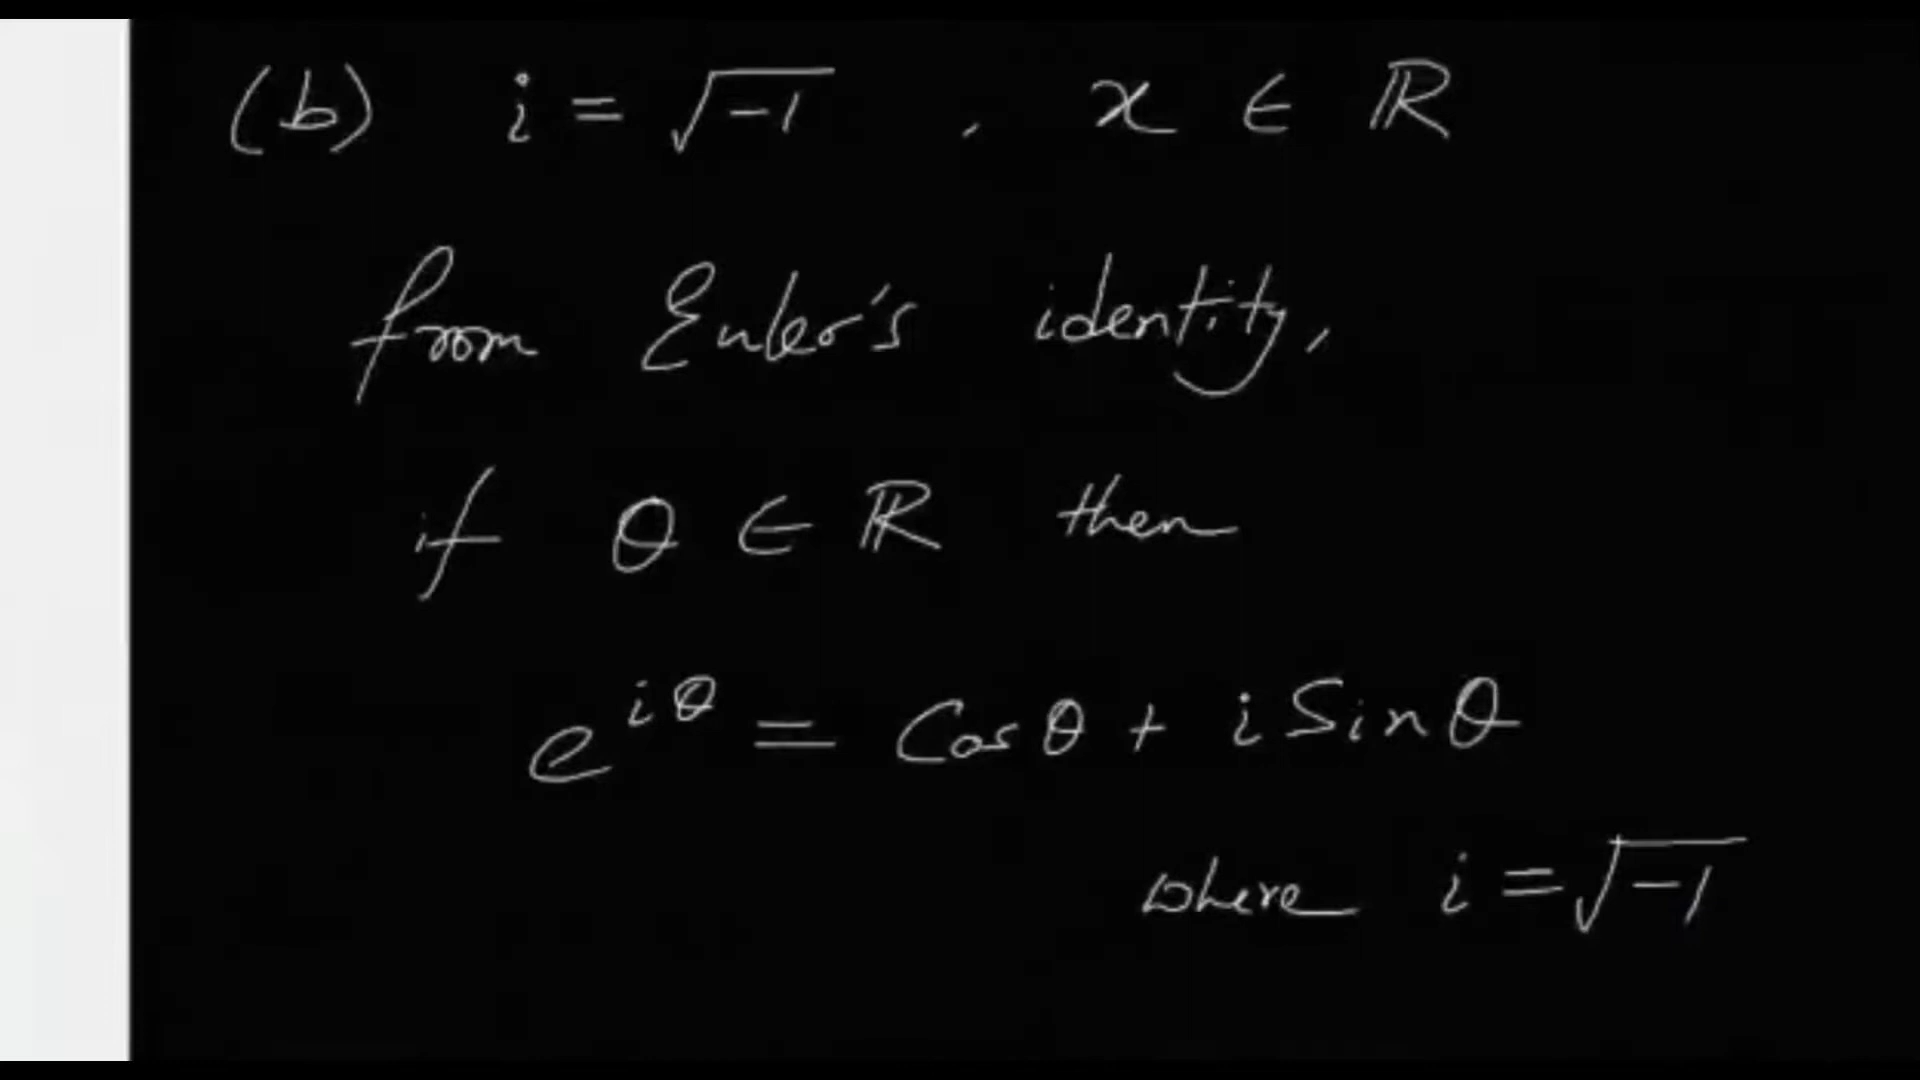 (b) i = √-1 , x ∈ ℝ
from Euler's identity,
if θ ∈ ℝ then
e^{iθ} = Cos θ + i Sin θ
where i = √-1